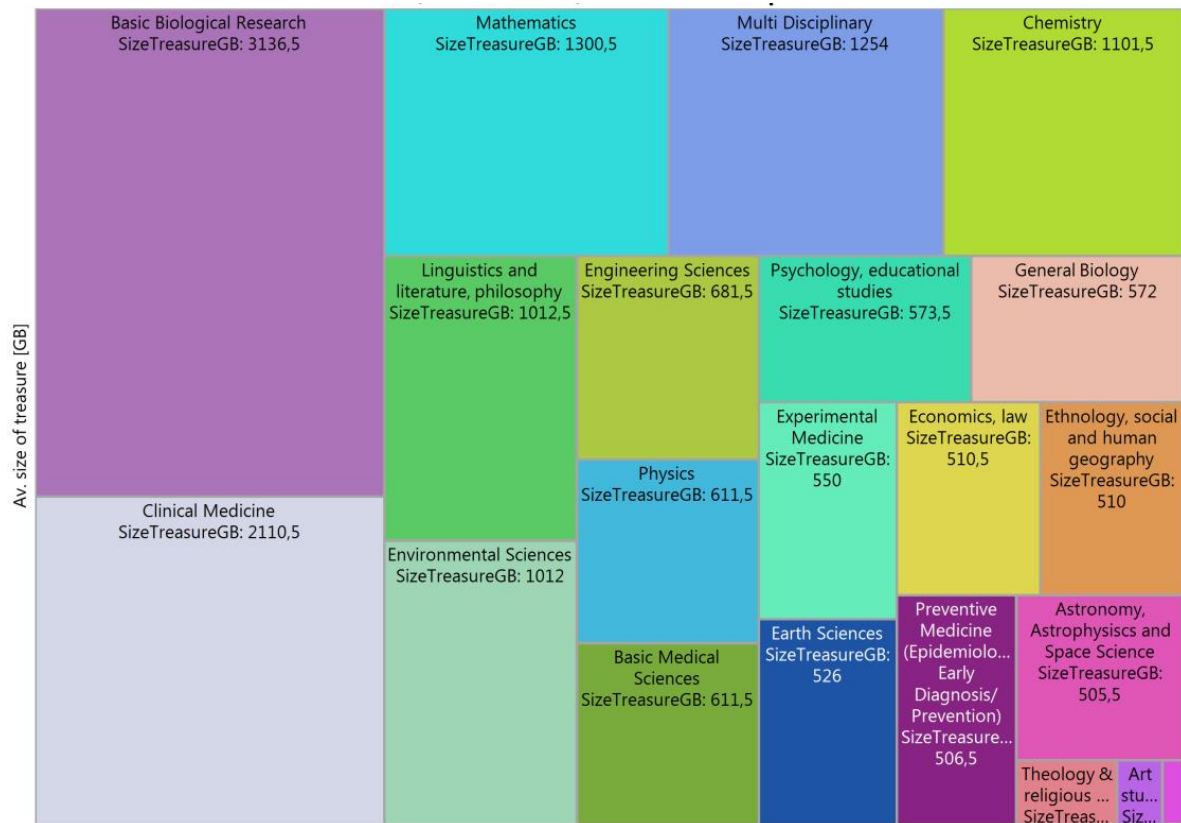 Av. size of treasure [GB]
Basic Biological Research
SizeTreasureGB: 3136,5
Mathematics
SizeTreasureGB: 1300,5
Multi Disciplinary
SizeTreasureGB: 1254
Chemistry
SizeTreasureGB: 1101,5
Linguistics and
literature, philosophy
SizeTreasureGB: 1012,5
Engineering Sciences
SizeTreasureGB: 681,5
Psychology, educational
studies
SizeTreasureGB: 573,5
General Biology
SizeTreasureGB: 572
Experimental
Medicine
SizeTreasureGB:
550
Economics, law
SizeTreasureGB:
510,5
Ethnology, social
and human
geography
SizeTreasureGB:
510
Physics
SizeTreasureGB: 611,5
Clinical Medicine
SizeTreasureGB: 2110,5
Environmental Sciences
SizeTreasureGB: 1012
Basic Medical
Sciences
SizeTreasureGB: 611,5
Earth Sciences
SizeTreasureGB:
526
Preventive
Medicine
(Epidemiolo...
Early
Diagnosis/
Prevention)
SizeTreasure...
506,5
Astronomy,
Astrophysiscs and
Space Science
SizeTreasureGB:
505,5
Theology &
religious ...
SizeTreas...
Art
stu...
Siz...